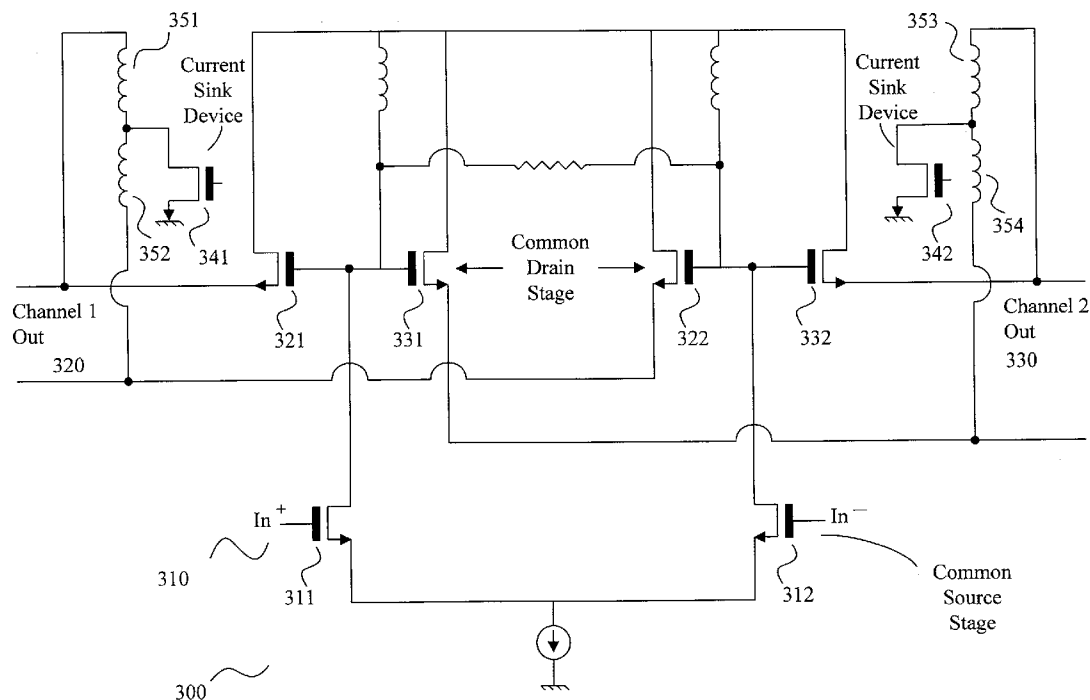 351
353
Current
Sink
Device
Current
Sink
Device
352
341
342
354
Common
Drain
Stage
Channel 1
Out
320
321
331
322
332
Channel 2
Out
330
In +
In −
310
311
312
Common
Source
Stage
300